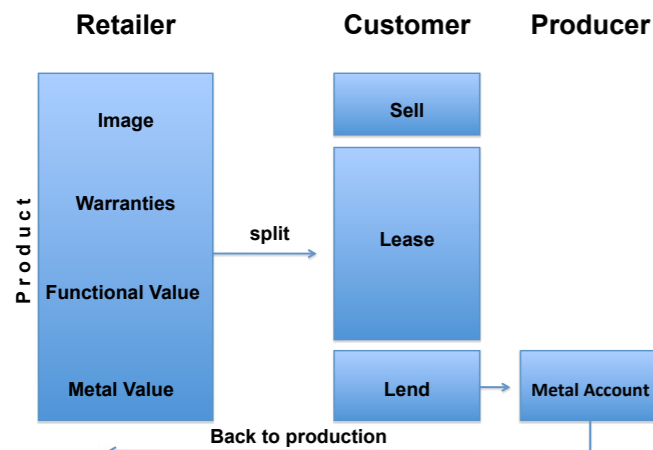 Retailer
Customer
Producer
Product
Image
Warranties
Functional Value
Metal Value
split
Sell
Lease
Lend
Metal Account
Back to production